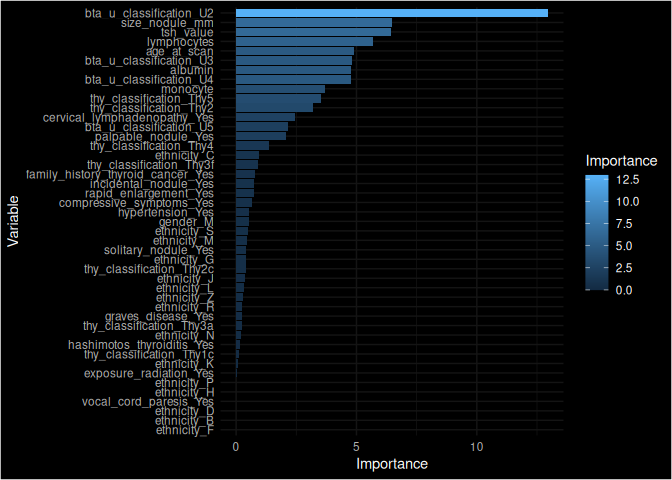 bta_u_classification_U2
size_nodule_mm
tsh_value
lymphocytes
age_at_scan
bta_u_classification_U3
albumin
bta_u_classification_U4
monocyte
thy_classification_Thy5
thy_classification_Thy2
cervical_lymphadenopathy_Yes
bta_u_classification_U5
palpable_nodule_Yes
thy_classification_Thy4
ethnicity_C
thy_classification_Thy3f
family_history_thyroid_cancer_Yes
incidental_nodule_Yes
rapid_enlargement_Yes
compressive_symptoms_Yes
hypertension_Yes
gender_M
ethnicity_S
ethnicity_M
solitary_nodule_Yes
ethnicity_G
thy_classification_Thy2c
ethnicity_J
ethnicity_L
ethnicity_Z
ethnicity_R
graves_disease_Yes
thy_classification_Thy3a
ethnicity_N
hashimotos_thyroiditis_Yes
thy_classification_Thy1c
ethnicity_K
exposure_radiation_Yes
ethnicity_P
ethnicity_H
vocal_cord_paresis_Yes
ethnicity_D
ethnicity_B
ethnicity_F
Variable
0 5 10
Importance
Importance
12.5
10.0
7.5
5.0
2.5
0.0